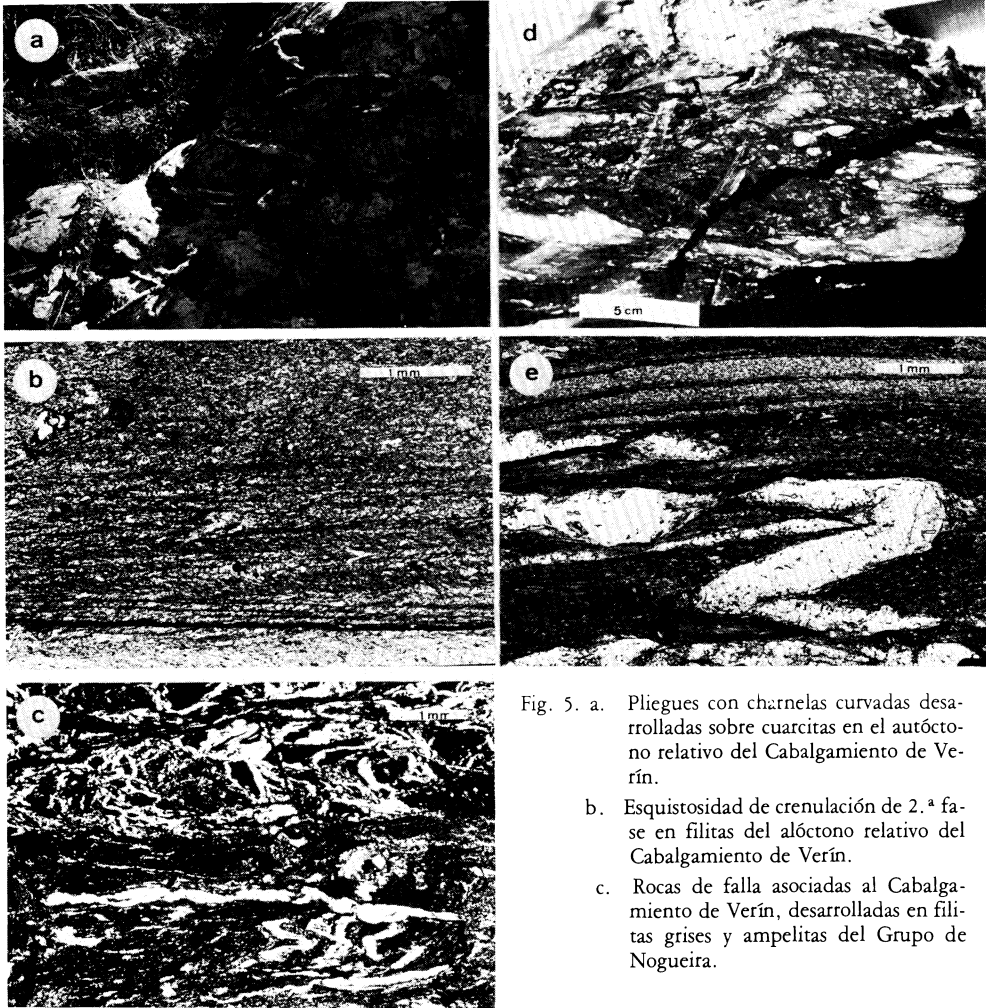 a
d
5 cm
b
1 mm
e
1 mm
c
1 mm
Fig. 5. a. Pliegues con charnelas curvadas desa-
rrolladas sobre cuarcitas en el autócto-
no relativo del Cabalgamiento de Ve-
rín.
b. Esquistosidad de crenulación de 2.ª fa-
se en filitas del alóctono relativo del
Cabalgamiento de Verín.
c. Rocas de falla asociadas al Cabalga-
miento de Verín, desarrolladas en fili-
tas grises y ampelitas del Grupo de
Nogueira.